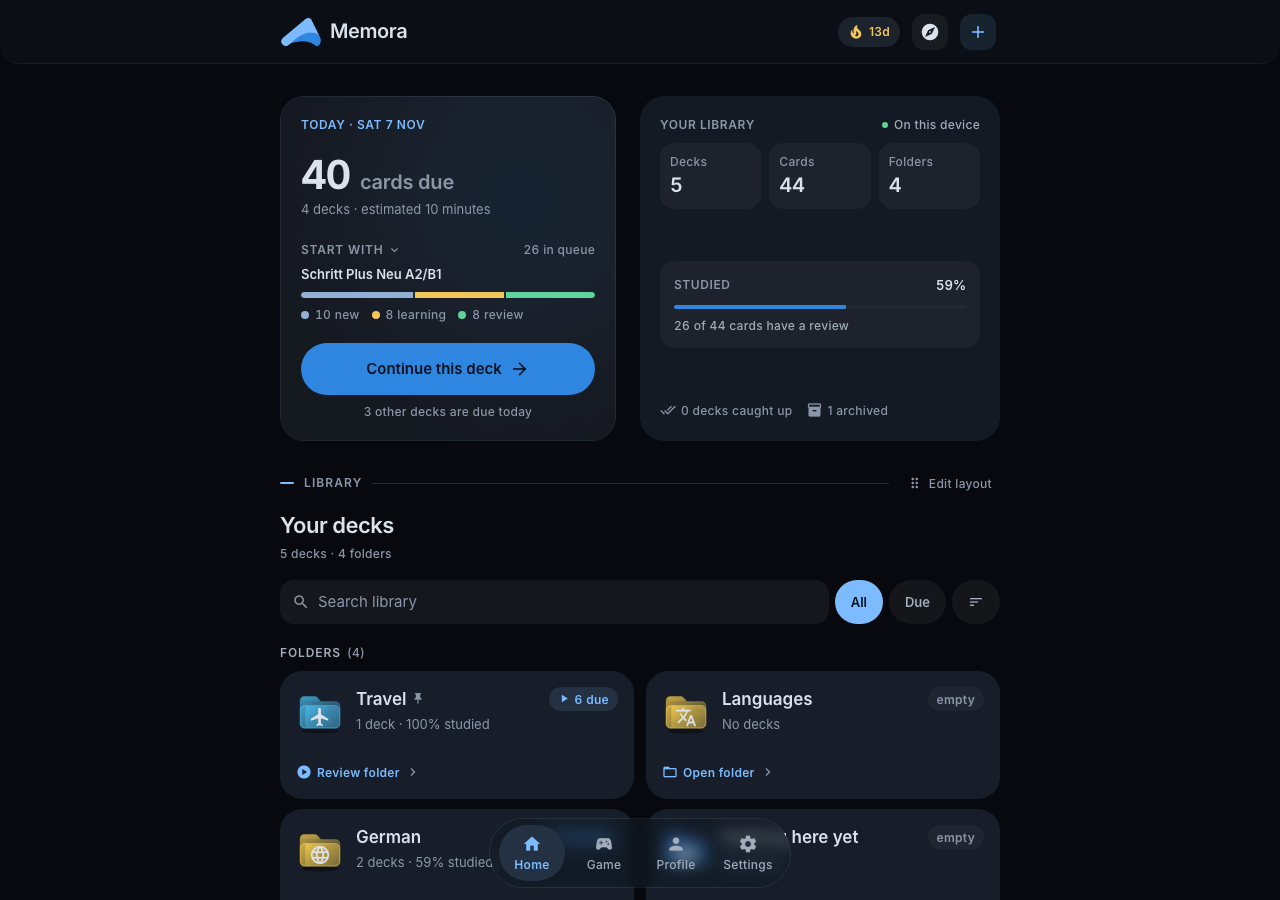 Memora
13d
TODAY · SAT 7 NOV
40 cards due
4 decks · estimated 10 minutes
START WITH
26 in queue
Schritt Plus Neu A2/B1
10 new
8 learning
8 review
Continue this deck
3 other decks are due today
YOUR LIBRARY
On this device
Decks
5
Cards
44
Folders
4
STUDIED
59%
26 of 44 cards have a review
0 decks caught up
1 archived
LIBRARY
Edit layout
Your decks
5 decks · 4 folders
Search library
All
Due
FOLDERS (4)
Travel
6 due
1 deck · 100% studied
Review folder
Languages
empty
No decks
Open folder
German
2 decks · 59% studied
here yet
empty
Home
Game
Profile
Settings